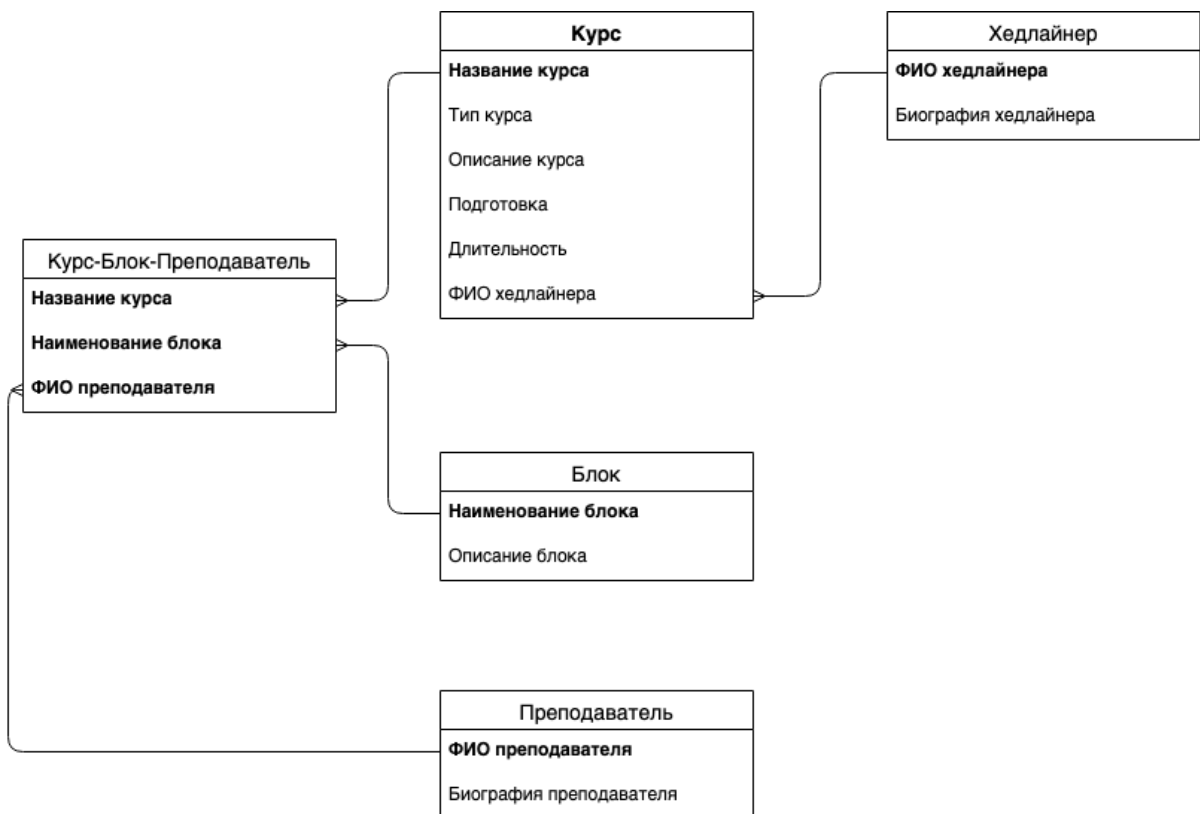 Курс
Название курса
Тип курса
Описание курса
Подготовка
Длительность
ФИО хедлайнера
Хедлайнер
ФИО хедлайнера
Биография хедлайнера
Курс-Блок-Преподаватель
Название курса
Наименование блока
ФИО преподавателя
Блок
Наименование блока
Описание блока
Преподаватель
ФИО преподавателя
Биография преподавателя